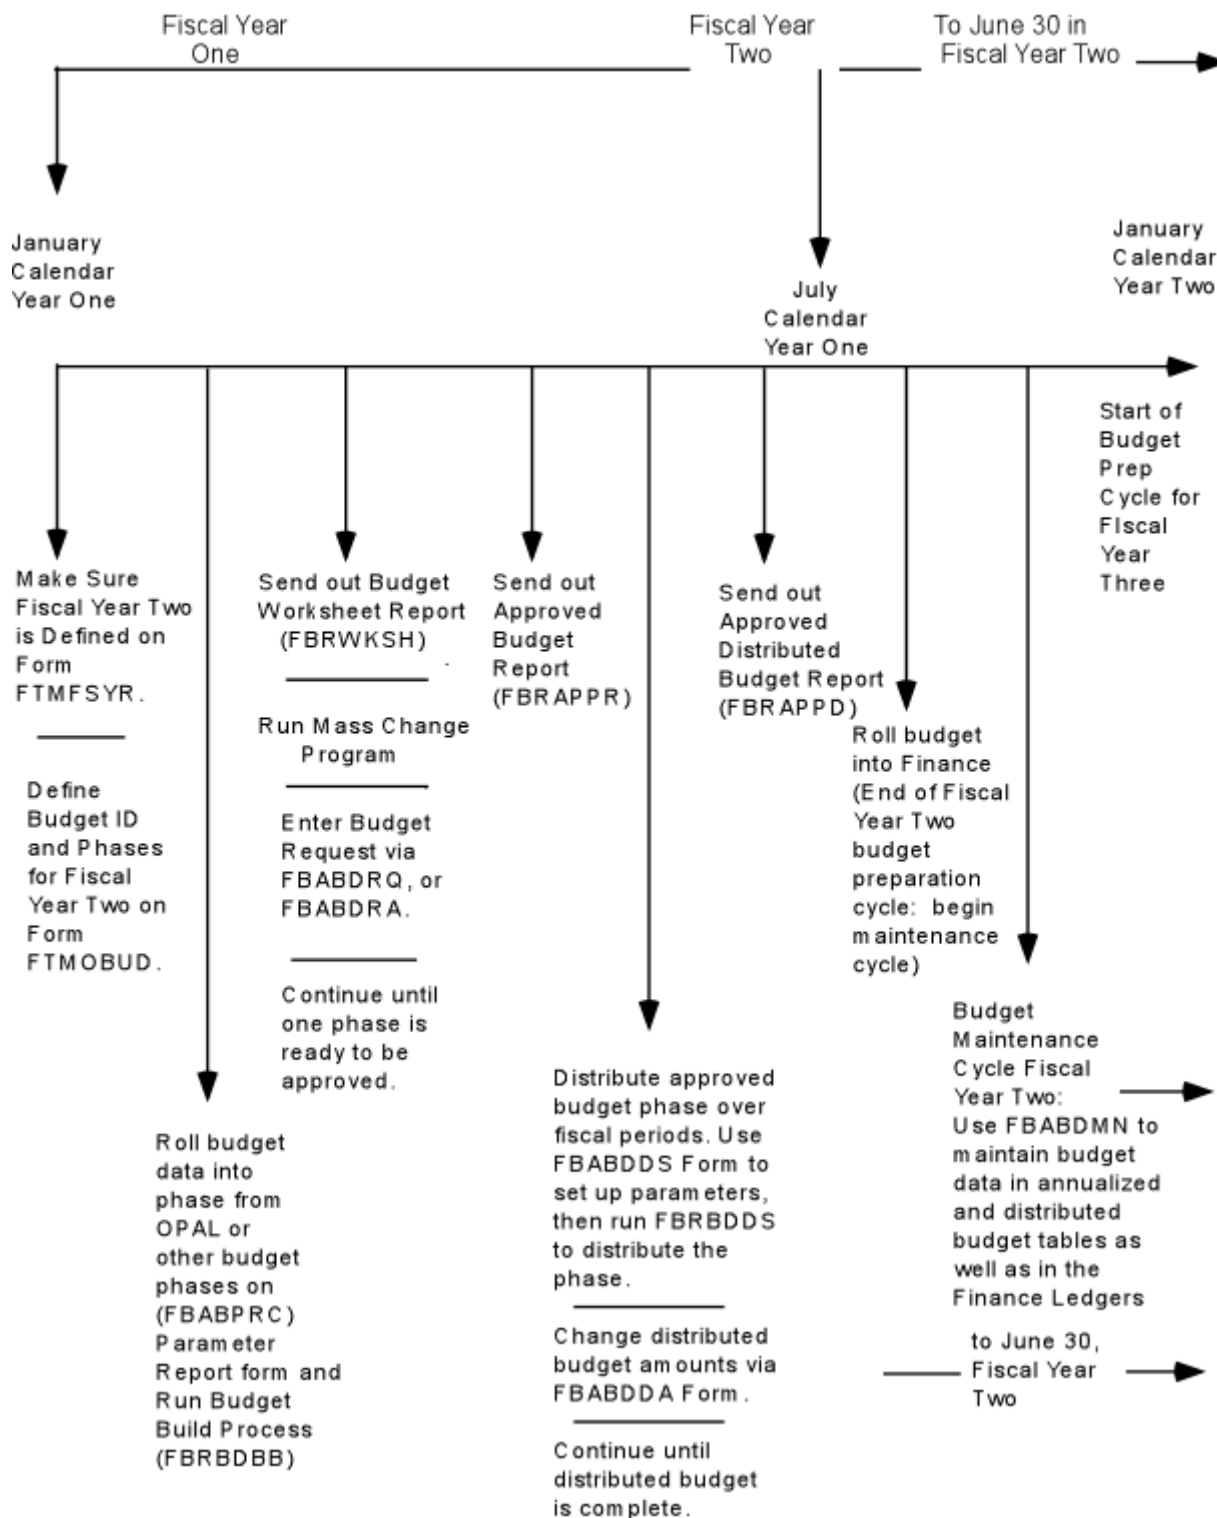 Fiscal Year
One
Fiscal Year
Two
To June 30 in
Fiscal Year Two
January
Calendar
Year One
July
Calendar
Year One
January
Calendar
Year Two
Make Sure
Fiscal Year Two
is Defined on
Form
FTMFSYR.
Define
Budget ID
and Phases
for Fiscal
Year Two on
Form
FTMOBUD.
Roll budget
data into
phase from
OPAL or
other budget
phases on
(FBABPRC)
Parameter
Report form and
Run Budget
Build Process
(FBRBDBB)
Send out Budget
Worksheet Report
(FBRWKSH)
.
Run Mass Change
Program
Enter Budget
Request via
FBABDRQ, or
FBABDRA.
Continue until
one phase is
ready to be
approved.
Send out
Approved
Budget
Report
(FBRAPPR)
Distribute approved
budget phase over
fiscal periods. Use
FBABDDS Form to
set up parameters,
then run FBRBDDS
to distribute the
phase.
Change distributed
budget amounts via
FBABDDA Form.
Continue until
distributed budget
is complete.
Send out
Approved
Distributed
Budget Report
(FBRAPPD)
Roll budget
into Finance
(End of Fiscal
Year Two
budget
preparation
cycle: begin
maintenance
cycle)
Budget
Maintenance
Cycle Fiscal
Year Two:
Use FBABDMN to
maintain budget
data in annualized
and distributed
budget tables as
well as in the
Finance Ledgers
to June 30,
Fiscal Year
Two
Start of
Budget
Prep
Cycle for
FIscal
Year
Three